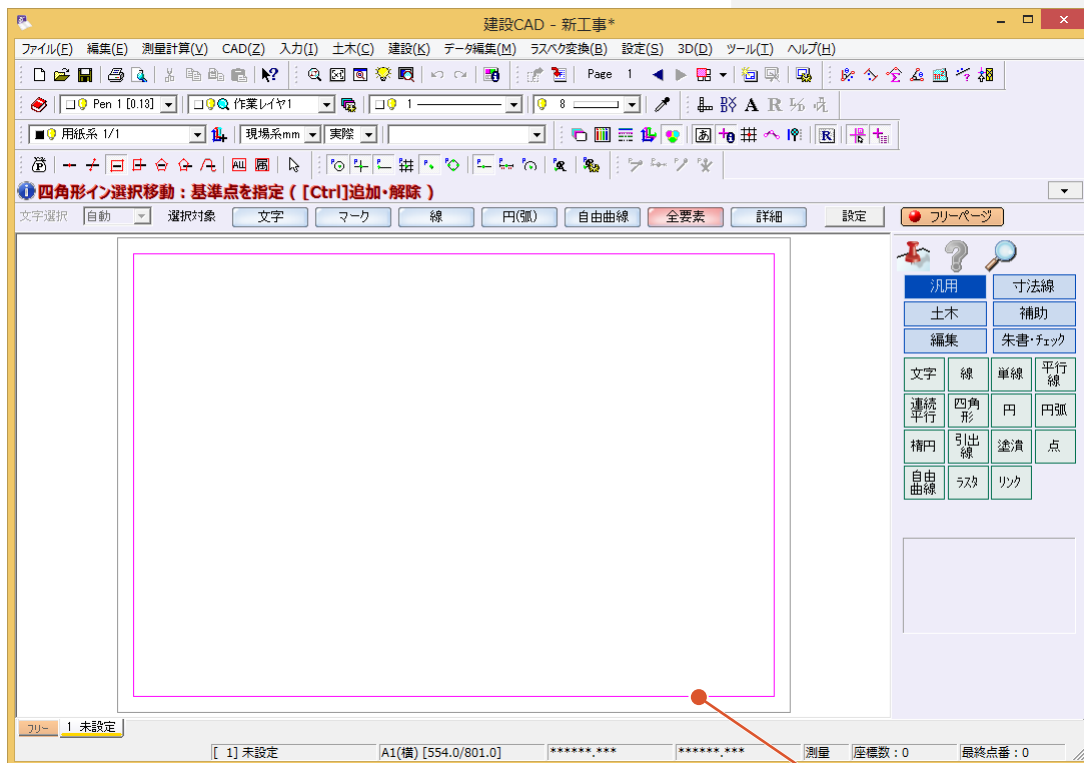 建設CAD - 新工事*
ファイル(F) 編集(E) 測量計算(V) CAD(Z) 入力(I) 土木(C) 建設(K) データ編集(M) ラスベク変換(B) 設定(S) 3D(D) ツール(T) ヘルプ(H)
Page 1
Pen 1 [0.13] 作業レイヤ1 1 8
用紙系 1/1 現場系mm 実際
四角形イン選択移動：基準点を指定 ( [Ctrl]追加・解除 )
文字選択 自動 選択対象 文字 マーク 線 円(弧) 自由曲線 全要素 詳細 設定 フリーページ
汎用 寸法線
土木 補助
編集 朱書・チェック
文字 線 単線 平行線
連続平行 四角形 円 円弧
楕円 引出線 塗潰 点
自由曲線 ラスタ リンク
フリー 1 未設定
[ 1] 未設定 A1(横) [554.0/801.0] ******.*** ******.*** 測量 座標数：0 最終点番：0